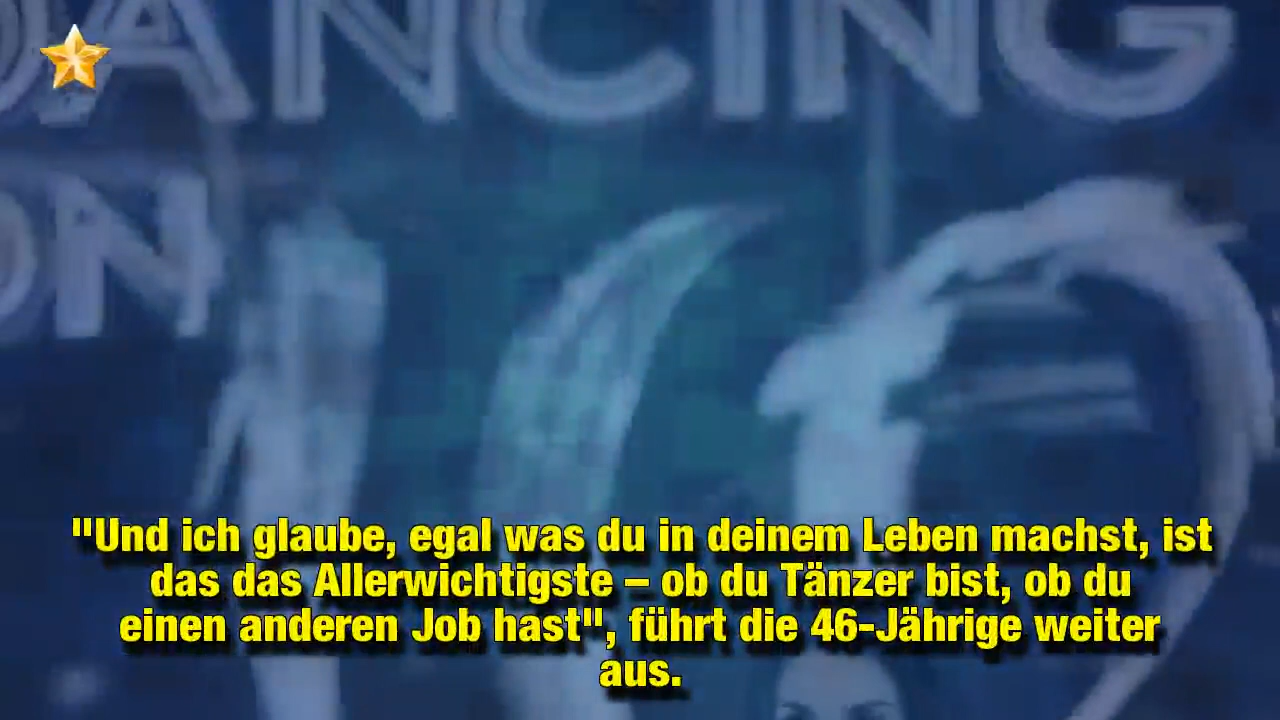 DANCING
ON
"Und ich glaube, egal was du in deinem Leben machst, ist
das das Allerwichtigste – ob du Tänzer bist, ob du
einen anderen Job hast", führt die 46-Jährige weiter
aus.